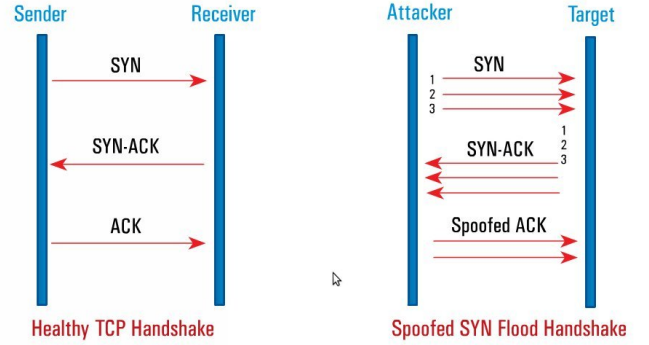 Sender
Receiver
SYN
SYN-ACK
ACK
Healthy TCP Handshake
Attacker
Target
SYN
1
2
3
1
2
3
SYN-ACK
Spoofed ACK
Spoofed SYN Flood Handshake